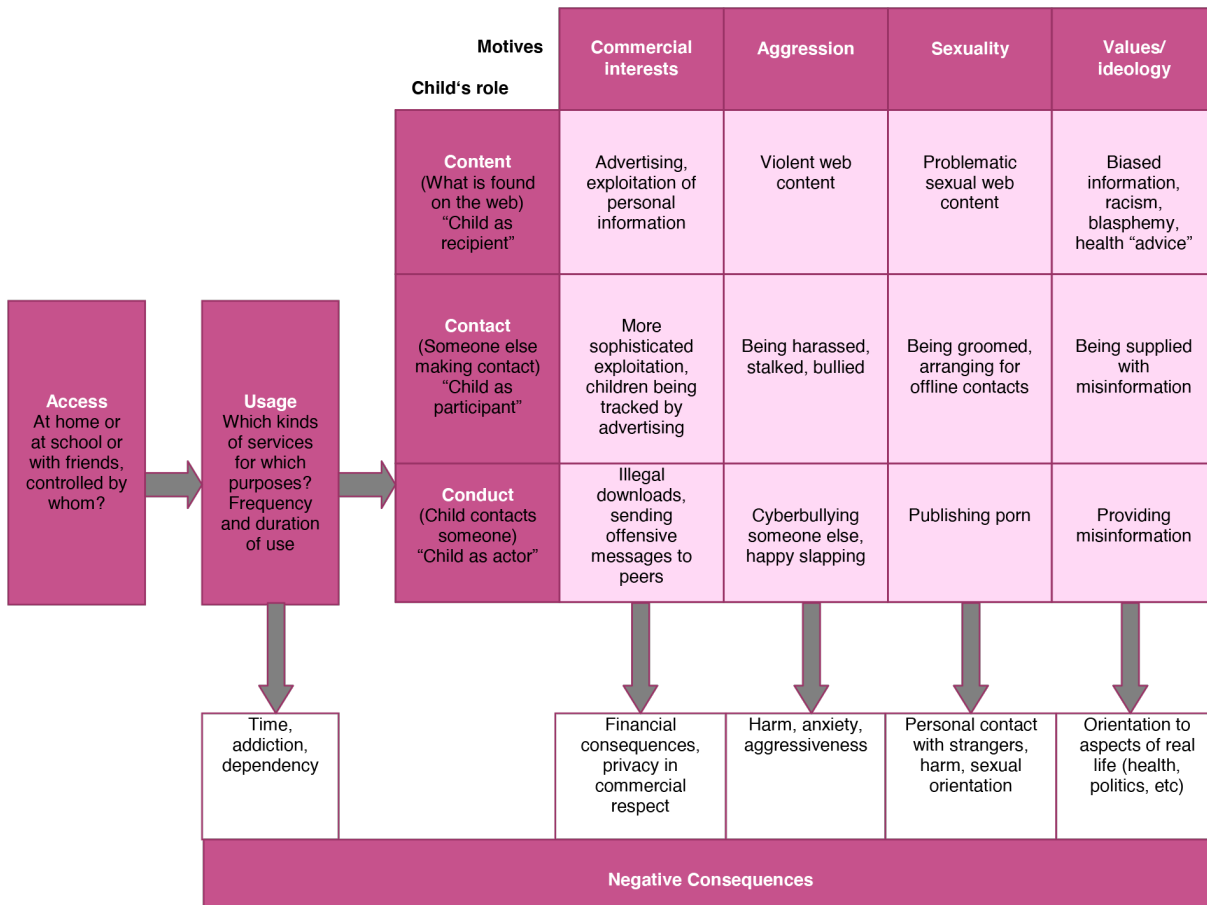 Motives
Child‘s role
Commercial
interests
Aggression
Sexuality
Values/
ideology
Content
(What is found
on the web)
“Child as
recipient”
Advertising,
exploitation of
personal
information
Violent web
content
Problematic
sexual web
content
Biased
information,
racism,
blasphemy,
health “advice”
Contact
(Someone else
making contact)
“Child as
participant”
More
sophisticated
exploitation,
children being
tracked by
advertising
Being harassed,
stalked, bullied
Being groomed,
arranging for
offline contacts
Being supplied
with
misinformation
Access
At home or
at school or
with friends,
controlled by
whom?
Usage
Which kinds
of services
for which
purposes?
Frequency
and duration
of use
Conduct
(Child contacts
someone)
“Child as actor”
Illegal
downloads,
sending
offensive
messages to
peers
Cyberbullying
someone else,
happy slapping
Publishing porn
Providing
misinformation
Time,
addiction,
dependency
Financial
consequences,
privacy in
commercial
respect
Harm, anxiety,
aggressiveness
Personal contact
with strangers,
harm, sexual
orientation
Orientation to
aspects of real
life (health,
politics, etc)
Negative Consequences